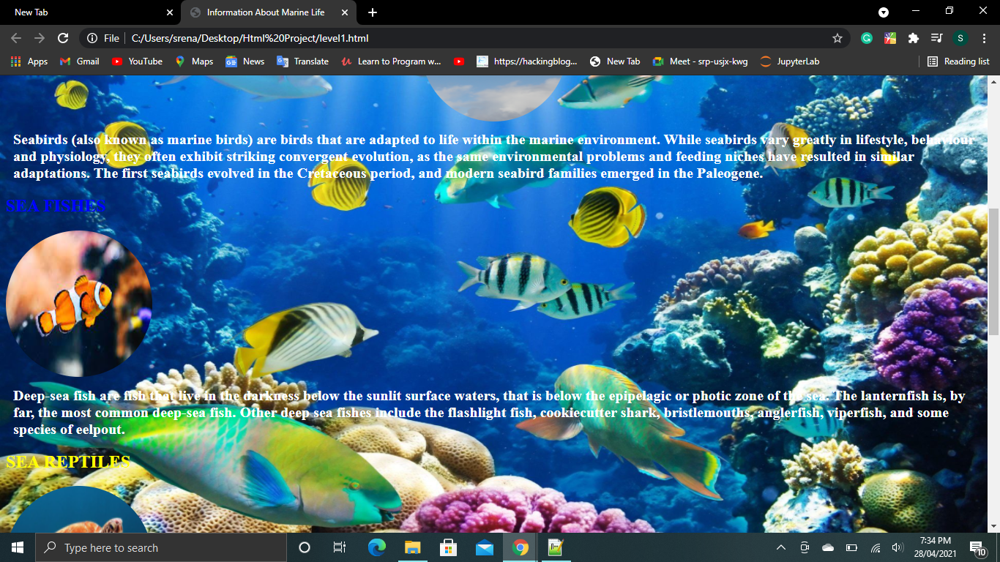 New Tab
Information About Marine Life
File
C:/Users/srena/Desktop/Html%20Project/level1.html
S
Apps
Gmail
YouTube
Maps
News
Translate
Learn to Program w...
https://hackingblog...
New Tab
Meet - srp-usjx-kwg
JupyterLab
Reading list
Seabirds (also known as marine birds) are birds that are adapted to life within the marine environment. While seabirds vary greatly in lifestyle, behaviour
and physiology, they often exhibit striking convergent evolution, as the same environmental problems and feeding niches have resulted in similar
adaptations. The first seabirds evolved in the Cretaceous period, and modern seabird families emerged in the Paleogene.
SEA FISHES
Deep-sea fish are fish that live in the darkness below the sunlit surface waters, that is below the epipelagic or photic zone of the sea. The lanternfish is, by
far, the most common deep-sea fish. Other deep sea fishes include the flashlight fish, cookiecutter shark, bristlemouths, anglerfish, viperfish, and some
species of eelpout.
SEA REPTILES
Type here to search
7:34 PM
28/04/2021
10